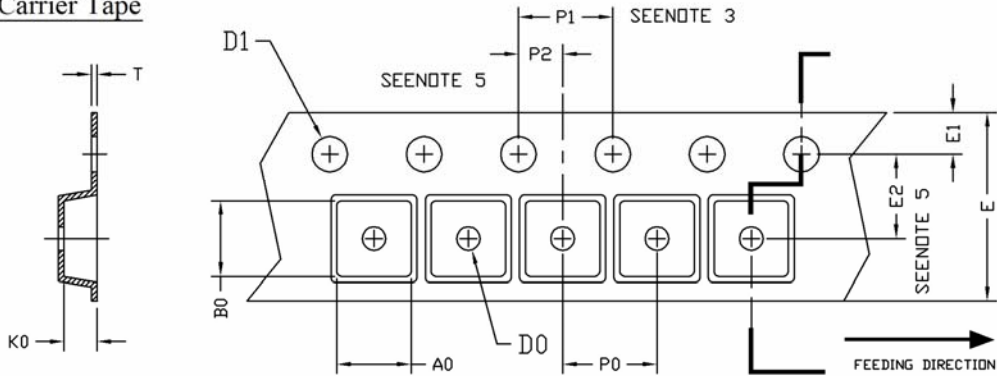 Carrier Tape
P1
SEENOTE 3
D1
P2
T
SEENOTE 5
E1
E2
E
SEENOTE 5
B0
K0
A0
D0
P0
FEEDING DIRECTION